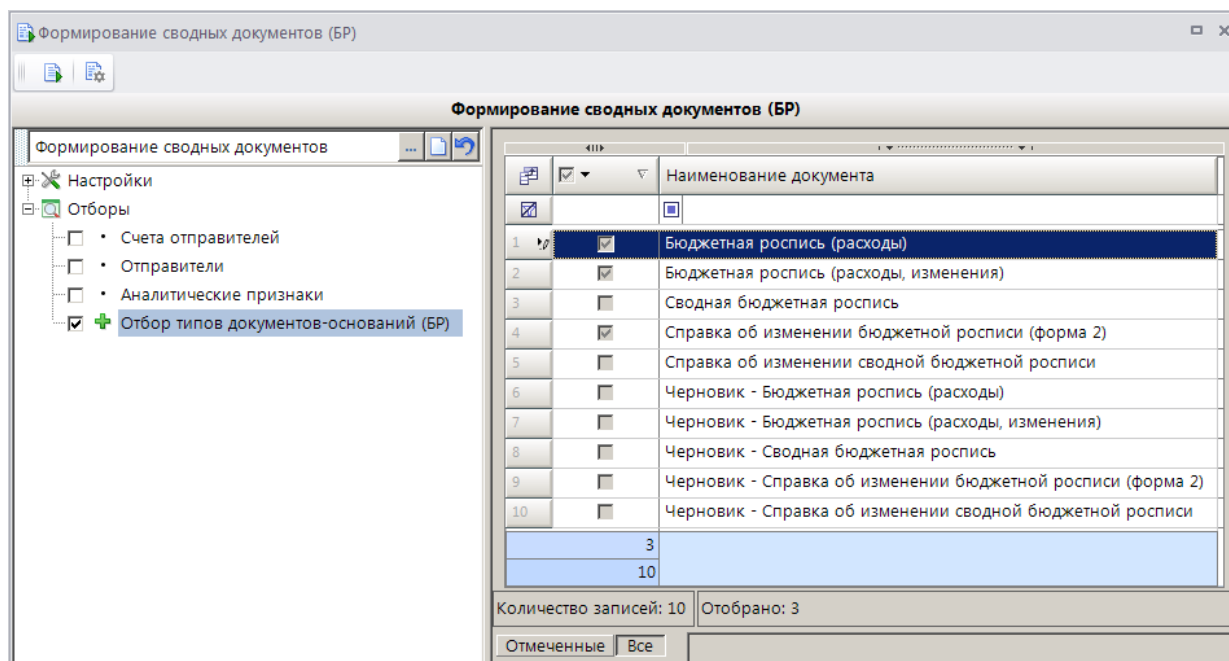 Формирование сводных документов (БР)
Формирование сводных документов (БР)
Формирование сводных документов ...
Настройки
Отборы
• Счета отправителей
• Отправители
• Аналитические признаки
Отбор типов документов-оснований (БР)
Наименование документа
1 Бюджетная роспись (расходы)
2 Бюджетная роспись (расходы, изменения)
3 Сводная бюджетная роспись
4 Справка об изменении бюджетной росписи (форма 2)
5 Справка об изменении сводной бюджетной росписи
6 Черновик - Бюджетная роспись (расходы)
7 Черновик - Бюджетная роспись (расходы, изменения)
8 Черновик - Сводная бюджетная роспись
9 Черновик - Справка об изменении бюджетной росписи (форма 2)
10 Черновик - Справка об изменении сводной бюджетной росписи
3
10
Количество записей: 10 Отобрано: 3
Отмеченные Все